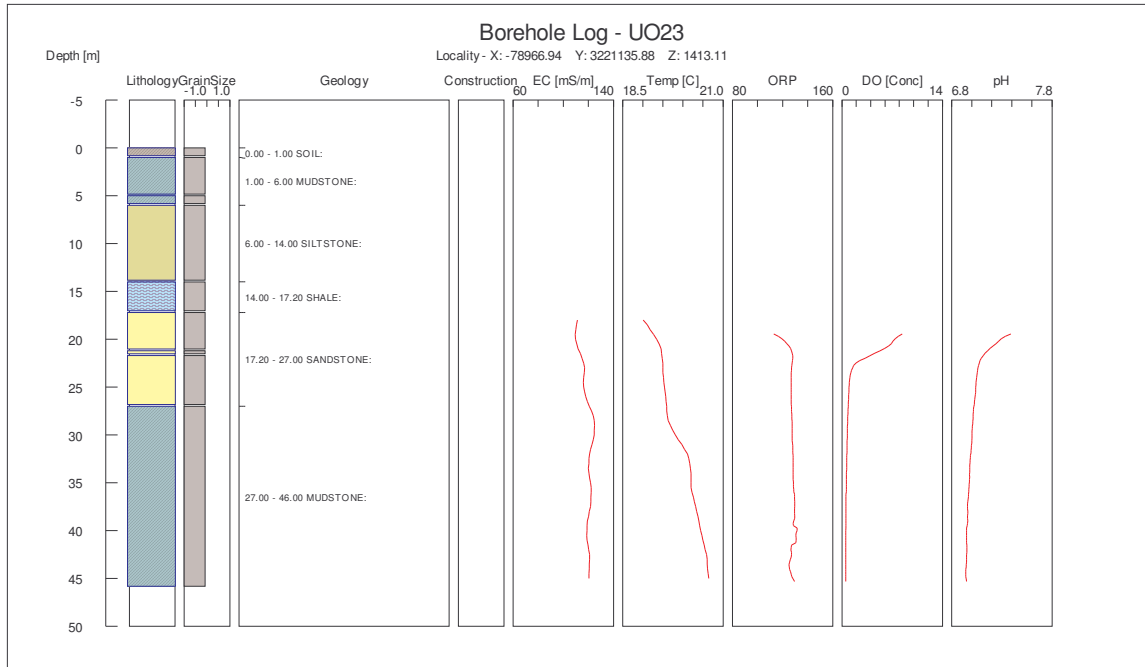 Borehole Log - UO23
Depth [m]
Locality - X: -78966.94 Y: 3221135.88 Z: 1413.11
Lithology GrainSize Geology Construction EC [mS/m] Temp [C] ORP DO [Conc] pH
-1.0 1.0 60 140 18.5 21.0 80 160 0 14 6.8 7.8
-5
0
0.00 - 1.00 SOIL:
1.00 - 6.00 MUDSTONE:
5
10
6.00 - 14.00 SILTSTONE:
15
14.00 - 17.20 SHALE:
20
17.20 - 27.00 SANDSTONE:
25
30
35
27.00 - 46.00 MUDSTONE:
40
45
50